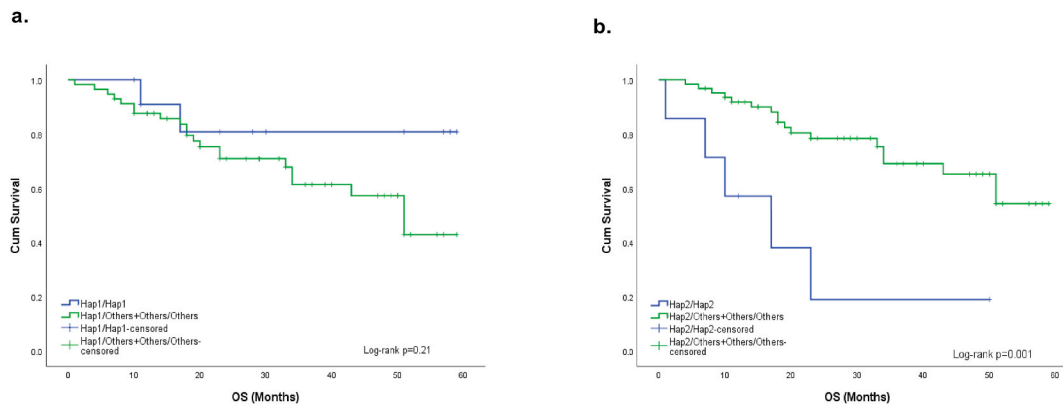 a.
1.0
0.8
0.6
0.4
0.2
0.0
Cum Survival
Hap1/Hap1
Hap1/Others+Others/Others
Hap1/Hap1-censored
Hap1/Others+Others/Others-
censored
Log-rank p=0.21
0
10
20
30
40
50
60
OS (Months)
b.
1.0
0.8
0.6
0.4
0.2
0.0
Cum Survival
Hap2/Hap2
Hap2/Others+Others/Others
Hap2/Hap2-censored
Hap2/Others+Others/Others-
censored
Log-rank p=0.001
0
10
20
30
40
50
60
OS (Months)